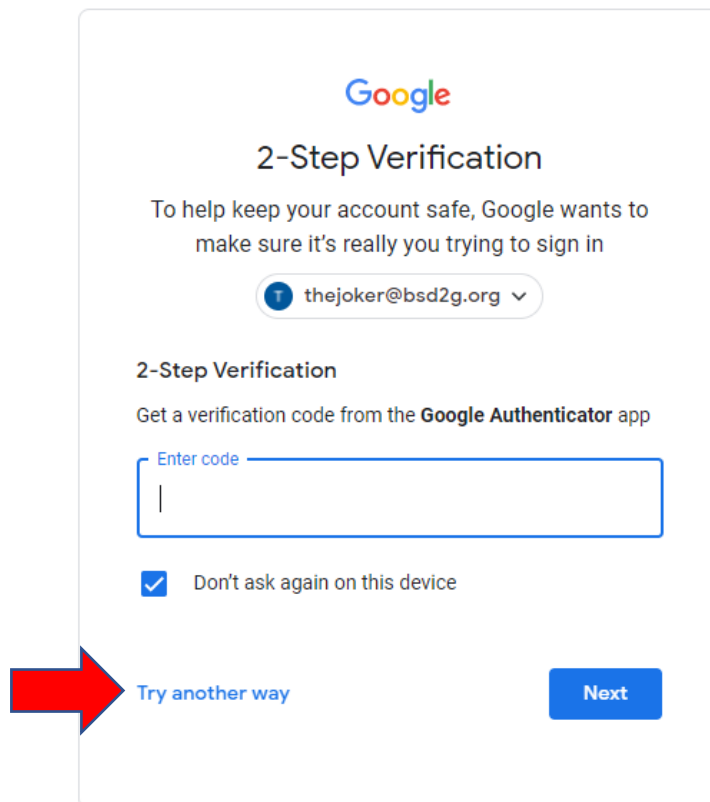 Google
2-Step Verification
To help keep your account safe, Google wants to
make sure it's really you trying to sign in
T thejoker@bsd2g.org
2-Step Verification
Get a verification code from the Google Authenticator app
Enter code
Don't ask again on this device
Try another way Next